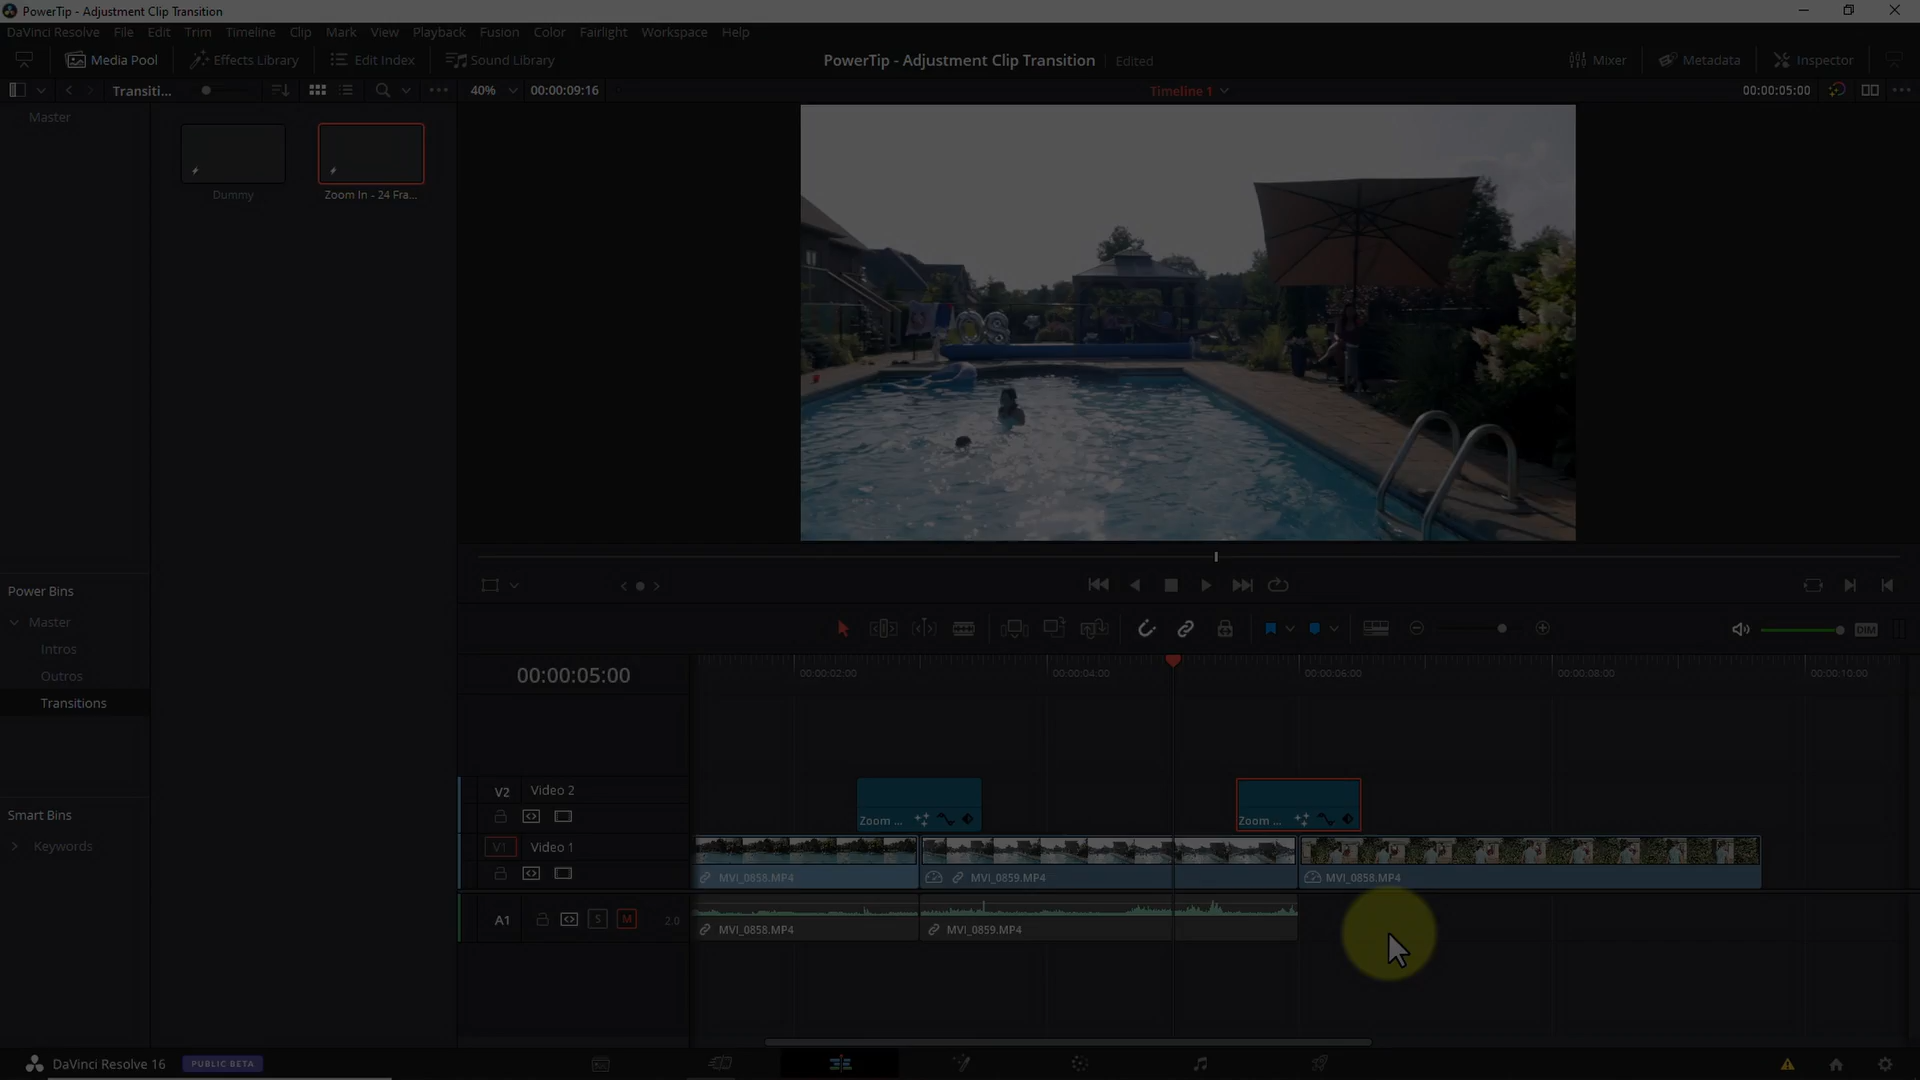 PowerTip - Adjustment Clip Transition
DaVinci Resolve File Edit Trim Timeline Clip Mark View Playback Fusion Color Fairlight Workspace Help
Media Pool Effects Library Edit Index Sound Library PowerTip - Adjustment Clip Transition Edited Mixer Metadata Inspector
Transiti... 40% 00:00:09:16 Timeline 1 00:00:05:00
Master
Dummy Zoom In - 24 Fra...
Power Bins
Master
Intros
Outros
Transitions
Smart Bins
Keywords
DIM
00:00:05:00 00:00:02:00 00:00:04:00 00:00:06:00 00:00:08:00 00:00:10:00
V2 Video 2
Zoom ... Zoom ...
V1 Video 1
MVI_0858.MP4 MVI_0859.MP4 MVI_0858.MP4
A1 S M 2.0
MVI_0858.MP4 MVI_0859.MP4
DaVinci Resolve 16 PUBLIC BETA